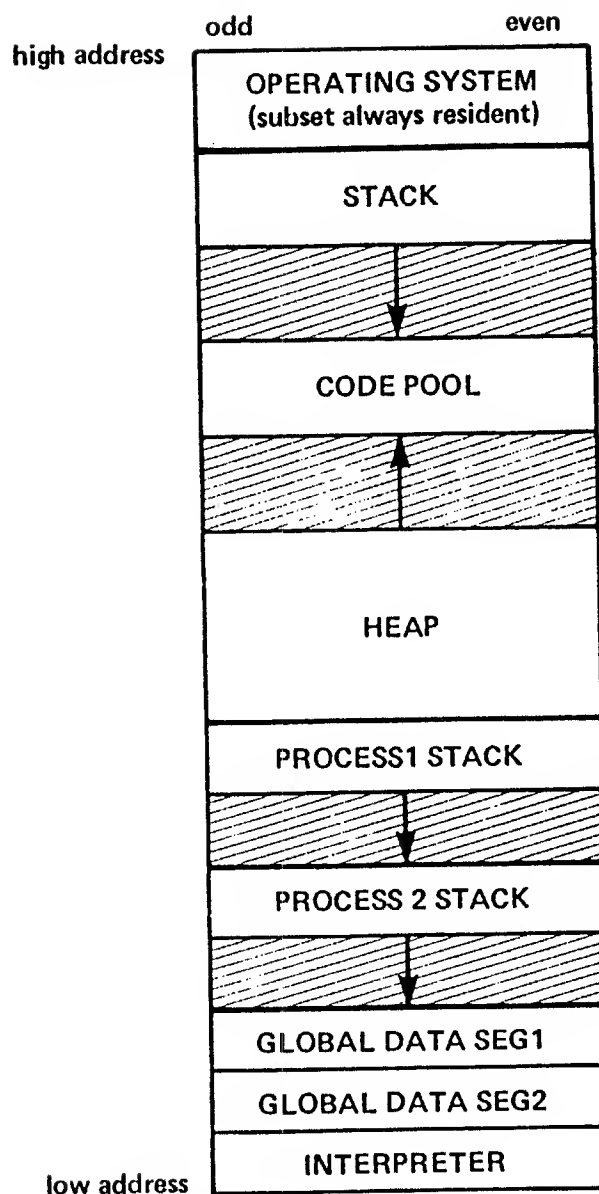 odd even
high address
OPERATING SYSTEM
(subset always resident)
STACK
CODE POOL
HEAP
PROCESS1 STACK
PROCESS 2 STACK
GLOBAL DATA SEG1
GLOBAL DATA SEG2
INTERPRETER
low address